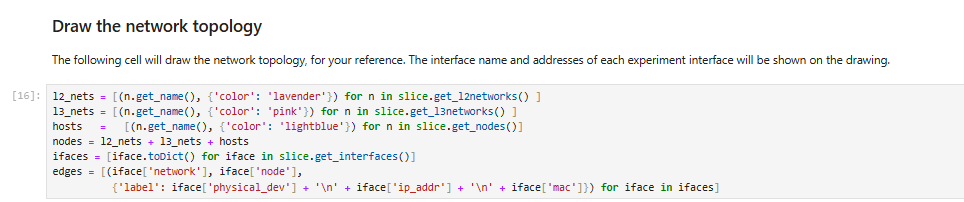 Draw the network topology
The following cell will draw the network topology, for your reference. The interface name and addresses of each experiment interface will be shown on the drawing.
[16]: l2_nets = [(n.get_name(), {'color': 'lavender'}) for n in slice.get_l2networks() ]
l3_nets = [(n.get_name(), {'color': 'pink'}) for n in slice.get_l3networks() ]
hosts   =   [(n.get_name(), {'color': 'lightblue'}) for n in slice.get_nodes()]
nodes = l2_nets + l3_nets + hosts
ifaces = [iface.toDict() for iface in slice.get_interfaces()]
edges = [(iface['network'], iface['node'],
          {'label': iface['physical_dev'] + '\n' + iface['ip_addr'] + '\n' + iface['mac']}) for iface in ifaces]